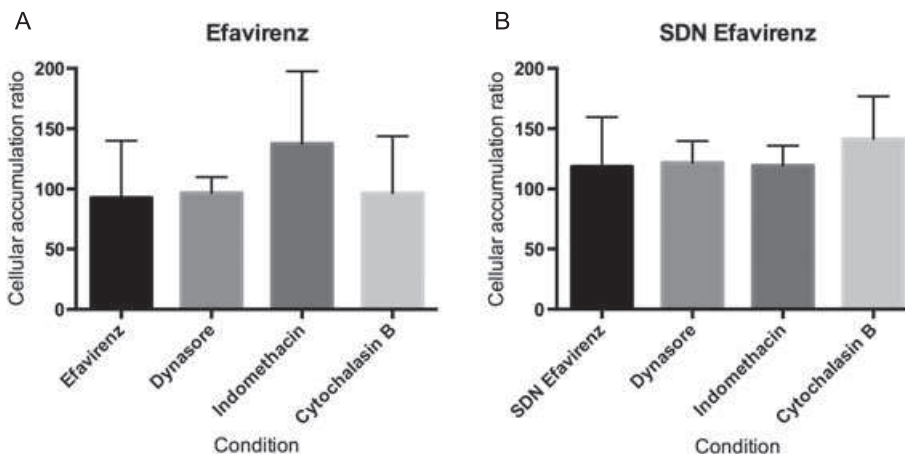 A
Efavirenz
Cellular accumulation ratio
200
150
100
50
0
Efavirenz
Dynasore
Indomethacin
Cytochalasin B
Condition
B
SDN Efavirenz
Cellular accumulation ratio
200
150
100
50
0
SDN Efavirenz
Dynasore
Indomethacin
Cytochalasin B
Condition